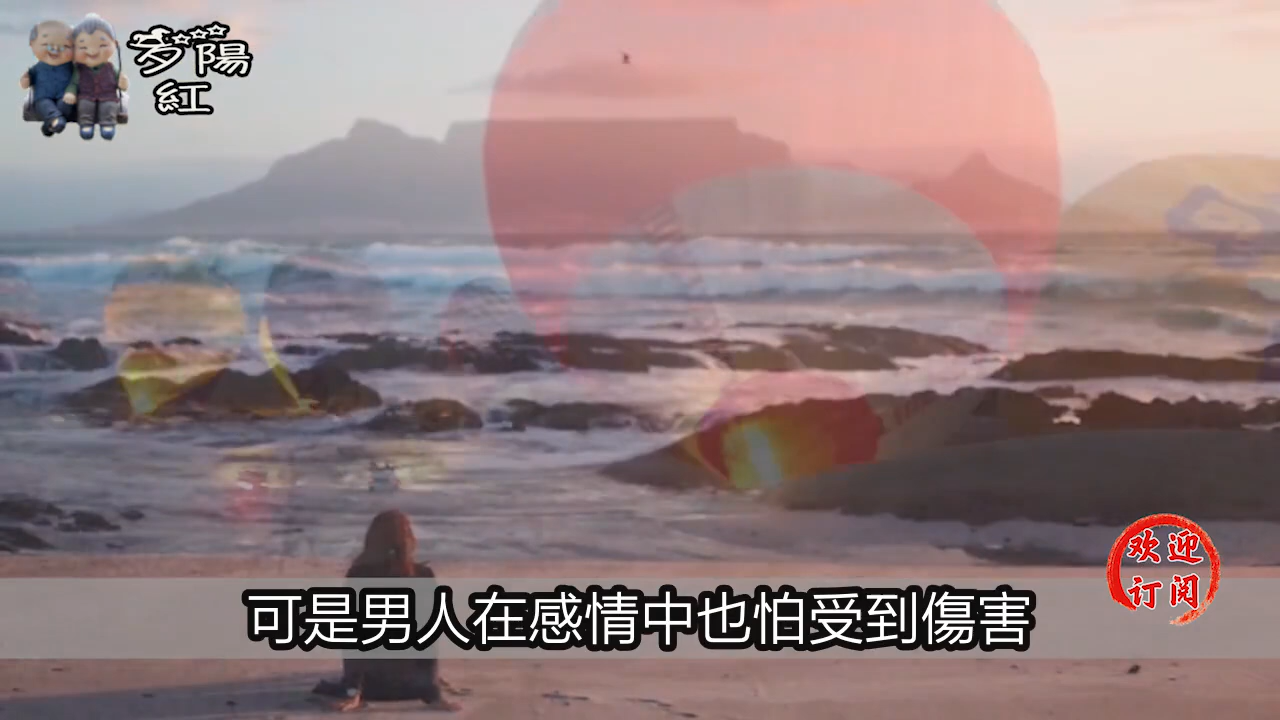 夕陽
紅
可是男人在感情中也怕受到傷害
欢迎
订阅